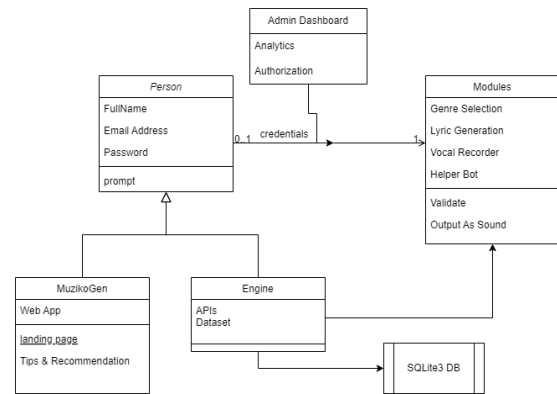 Admin Dashboard
Analytics
Authorization
Person
FullName
Email Address
Password
prompt
0..1
credentials
1
Modules
Genre Selection
Lyric Generation
Vocal Recorder
Helper Bot
Validate
Output As Sound
MuzikoGen
Web App
landing page
Tips & Recommendation
Engine
APIs
Dataset
SQLite3 DB